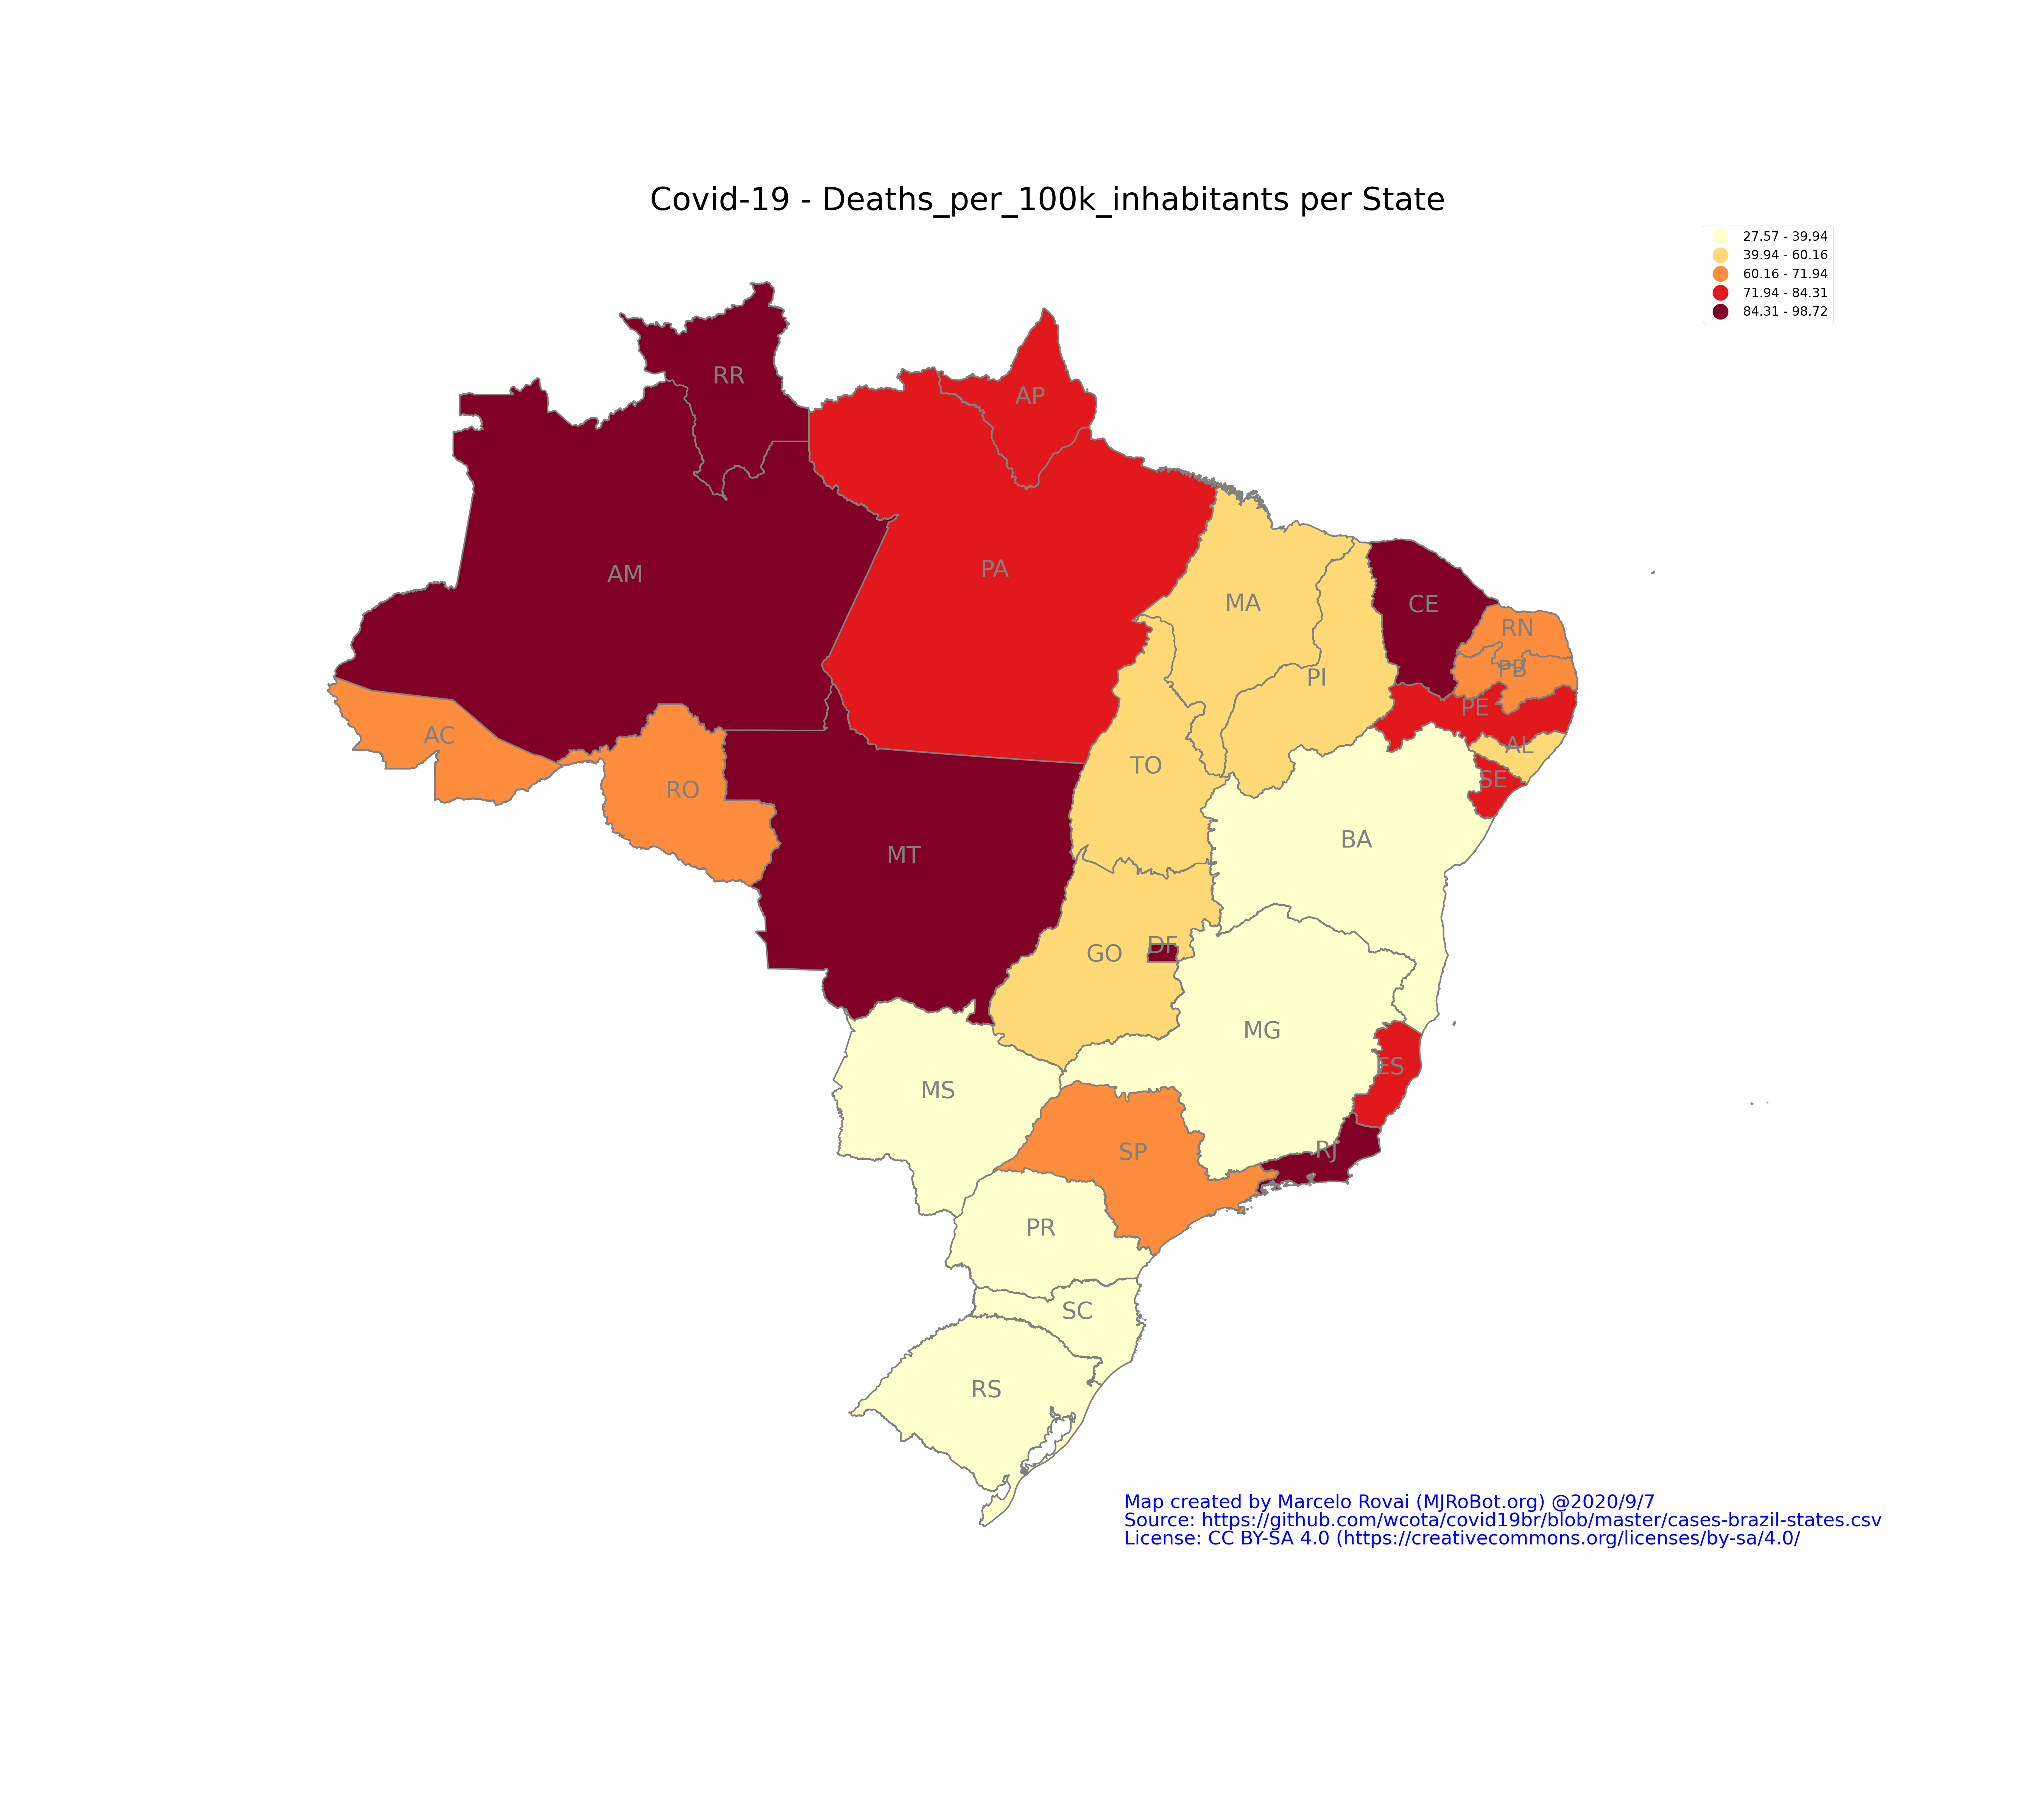 Covid-19 - Deaths_per_100k_inhabitants per State
27.57 - 39.94
39.94 - 60.16
60.16 - 71.94
71.94 - 84.31
84.31 - 98.72
RR
AP
AM
PA
MA
CE
RN
PB
PI
PE
AC
AL
TO
SE
RO
BA
MT
DF
GO
MG
ES
MS
RJ
SP
PR
SC
RS
Map created by Marcelo Rovai (MJRoBot.org) @2020/9/7
Source: https://github.com/wcota/covid19br/blob/master/cases-brazil-states.csv
License: CC BY-SA 4.0 (https://creativecommons.org/licenses/by-sa/4.0/